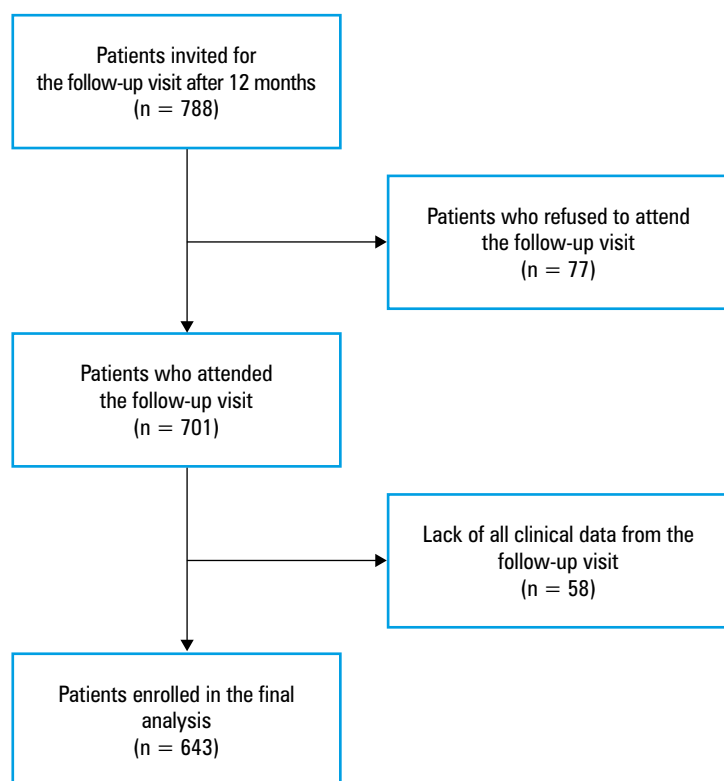 Patients invited for
the follow-up visit after 12 months
(n = 788)
Patients who refused to attend
the follow-up visit
(n = 77)
Patients who attended
the follow-up visit
(n = 701)
Lack of all clinical data from the
follow-up visit
(n = 58)
Patients enrolled in the final
analysis
(n = 643)